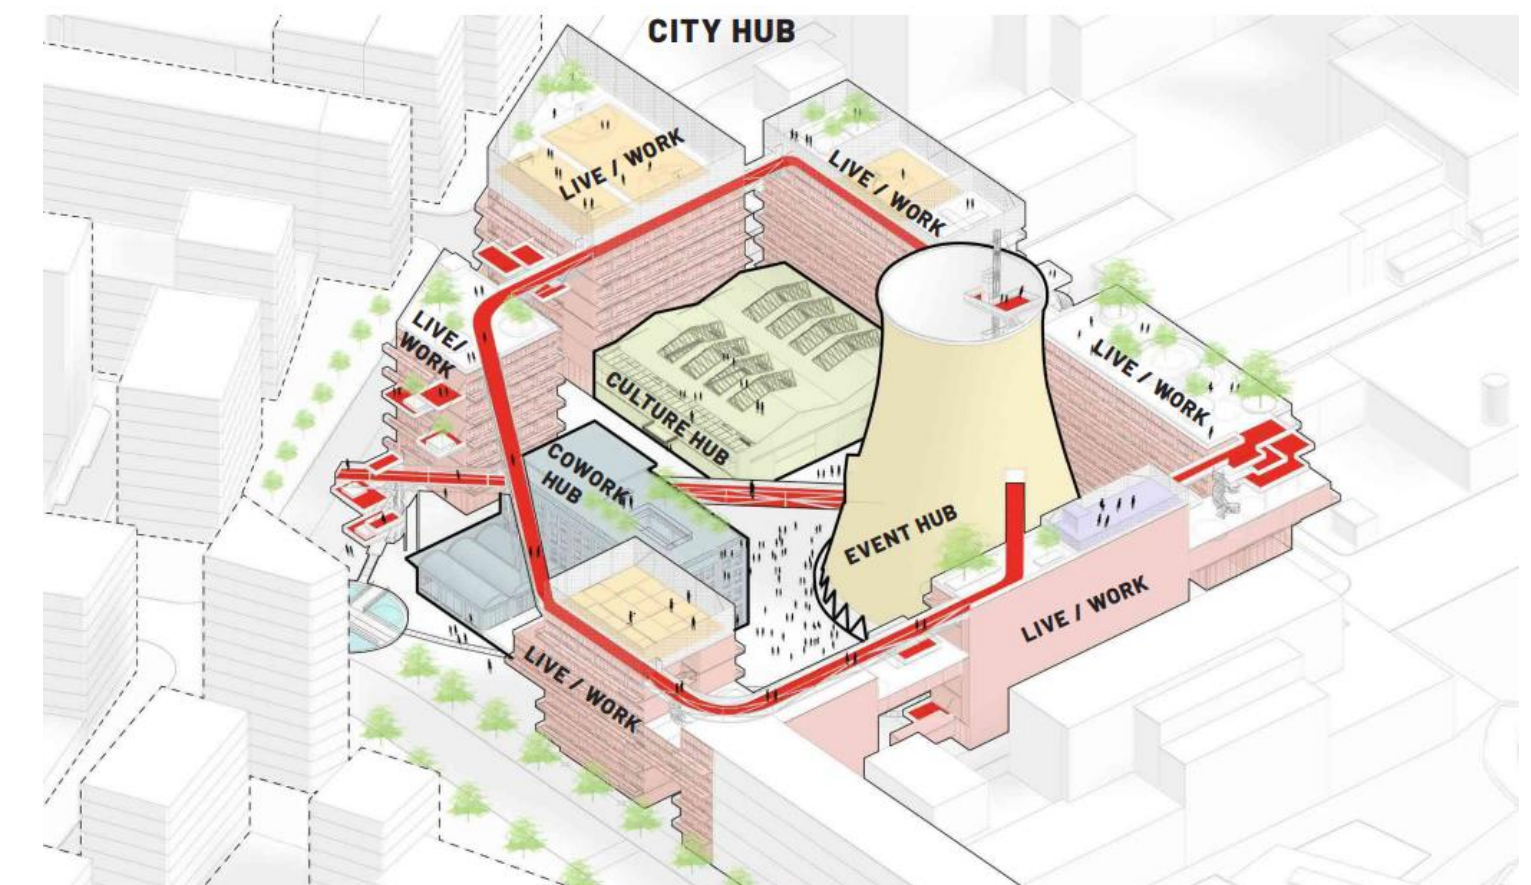 CITY HUB
LIVE / WORK
LIVE / WORK
LIVE/
WORK
LIVE / WORK
CULTURE HUB
COWORK
HUB
EVENT HUB
LIVE / WORK
LIVE / WORK